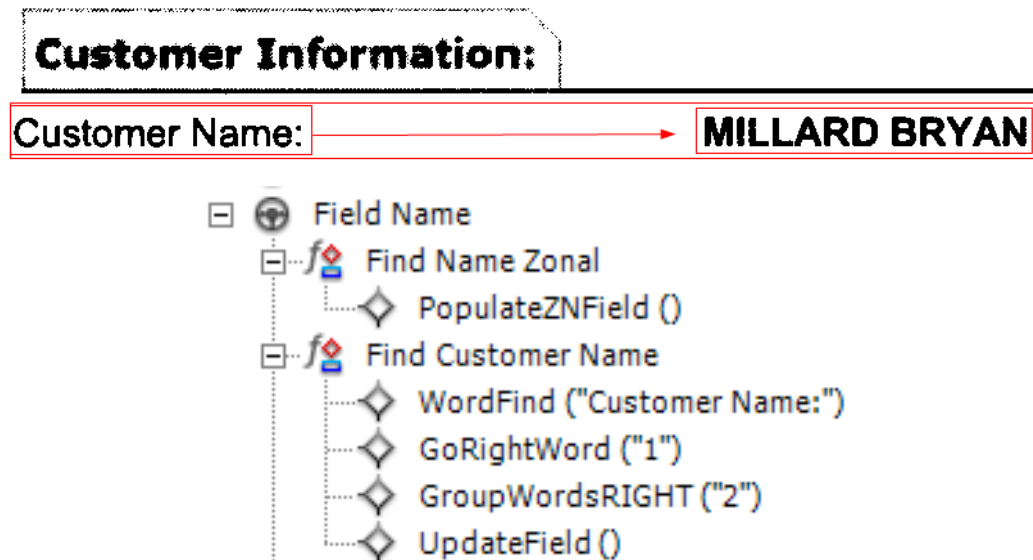 Customer Information:
Customer Name: MILLARD BRYAN
Field Name
Find Name Zonal
PopulateZNField ()
Find Customer Name
WordFind ("Customer Name:")
GoRightWord ("1")
GroupWordsRIGHT ("2")
UpdateField ()